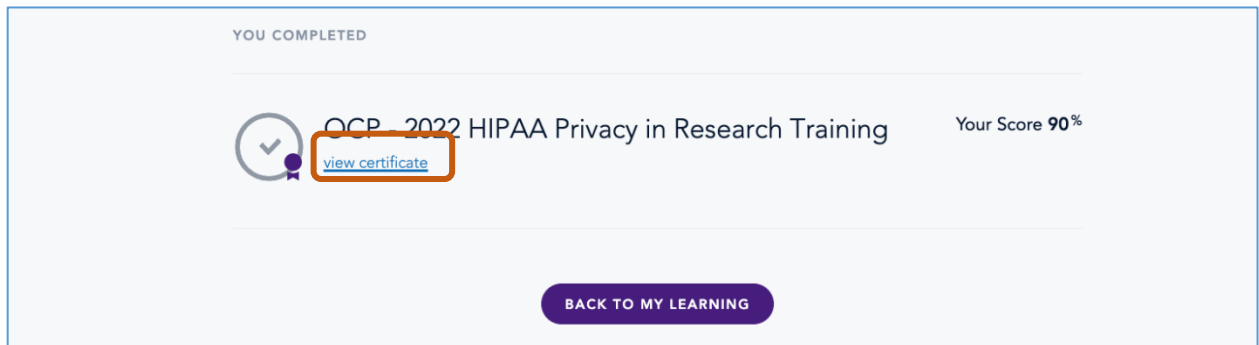 YOU COMPLETED
OCP - 2022 HIPAA Privacy in Research Training
Your Score 90%
view certificate
BACK TO MY LEARNING